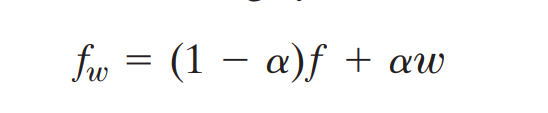 f_w = (1 − α)f + αw